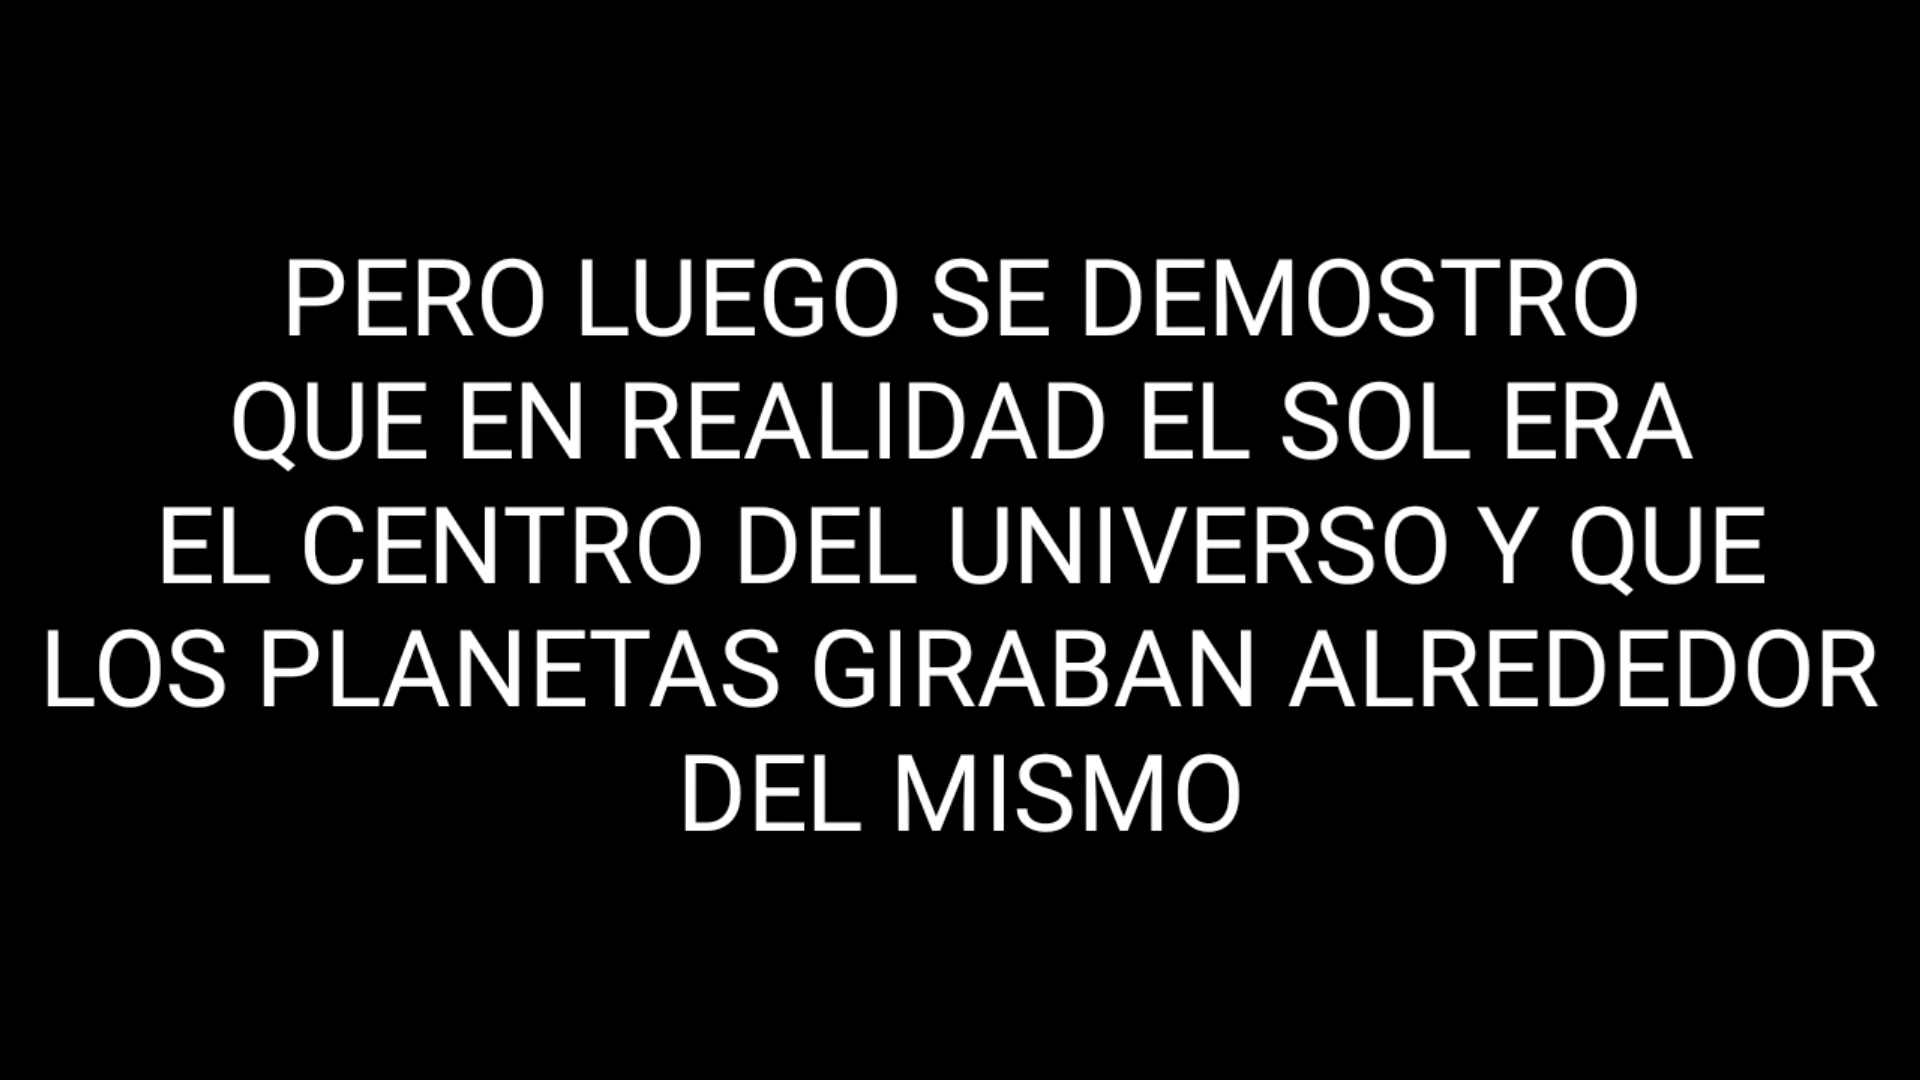 PERO LUEGO SE DEMOSTRO
QUE EN REALIDAD EL SOL ERA
EL CENTRO DEL UNIVERSO Y QUE
LOS PLANETAS GIRABAN ALREDEDOR
DEL MISMO